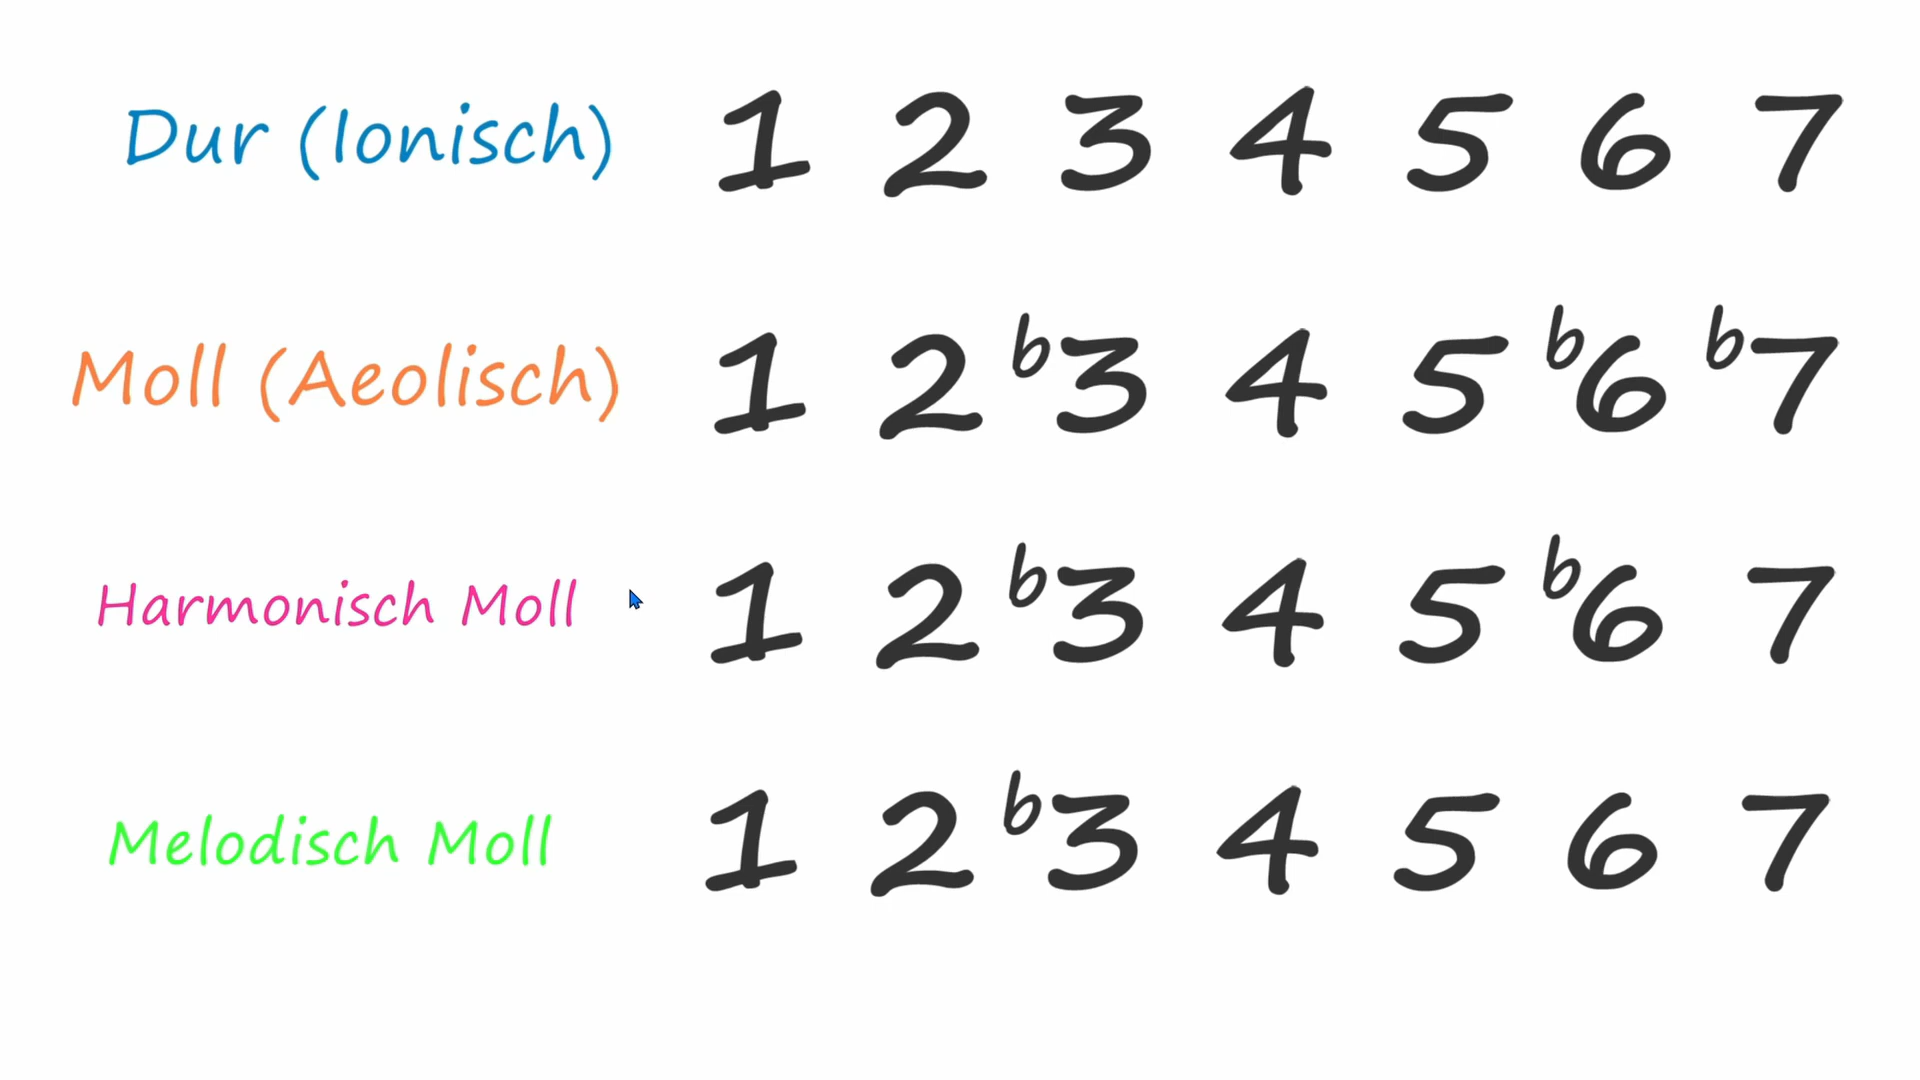 Dur (Ionisch) 1 2 3 4 5 6 7
Moll (Aeolisch) 1 2 b3 4 5 b6 b7
Harmonisch Moll 1 2 b3 4 5 b6 7
Melodisch Moll 1 2 b3 4 5 6 7